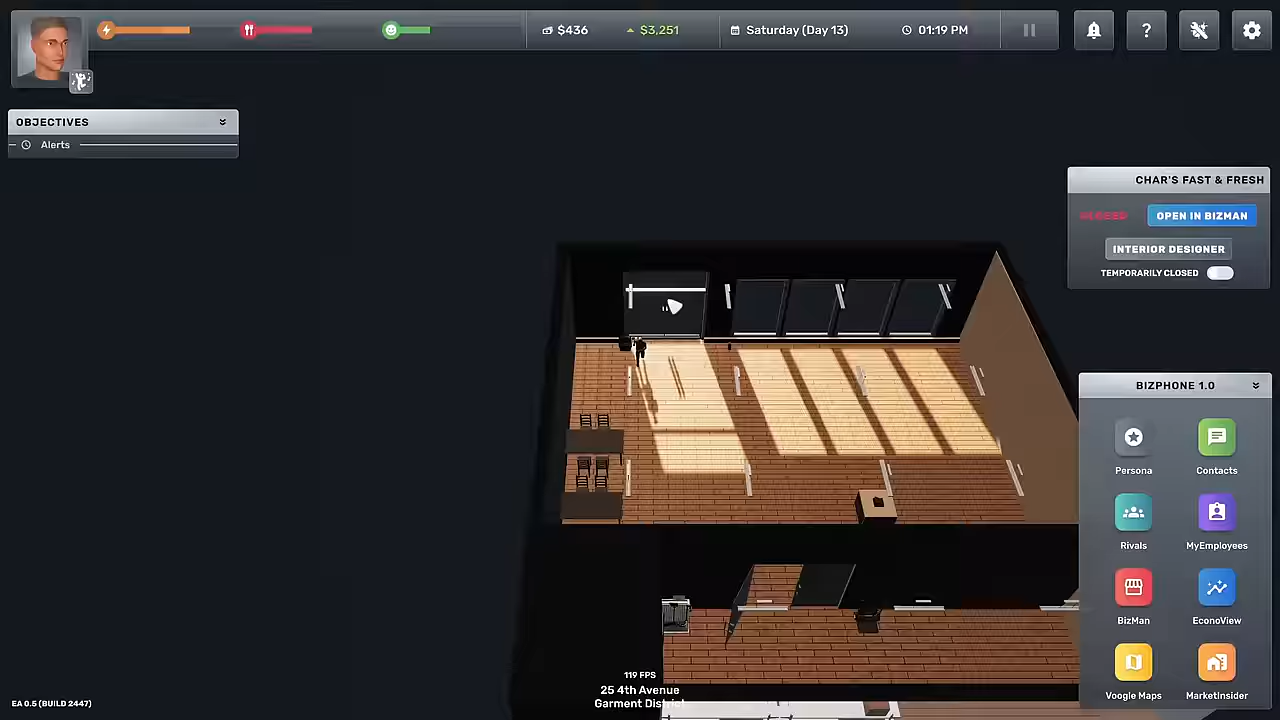 $436
$3,251
Saturday (Day 13)
01:19 PM
OBJECTIVES
Alerts
CHAR'S FAST & FRESH
OPEN IN BIZMAN
INTERIOR DESIGNER
TEMPORARILY CLOSED
BIZPHONE 1.0
Persona
Contacts
Rivals
MyEmployees
BizMan
EconoView
Voogle Maps
MarketInsider
119 FPS
25 4th Avenue
Garment District
EA 0.5 (BUILD 2447)